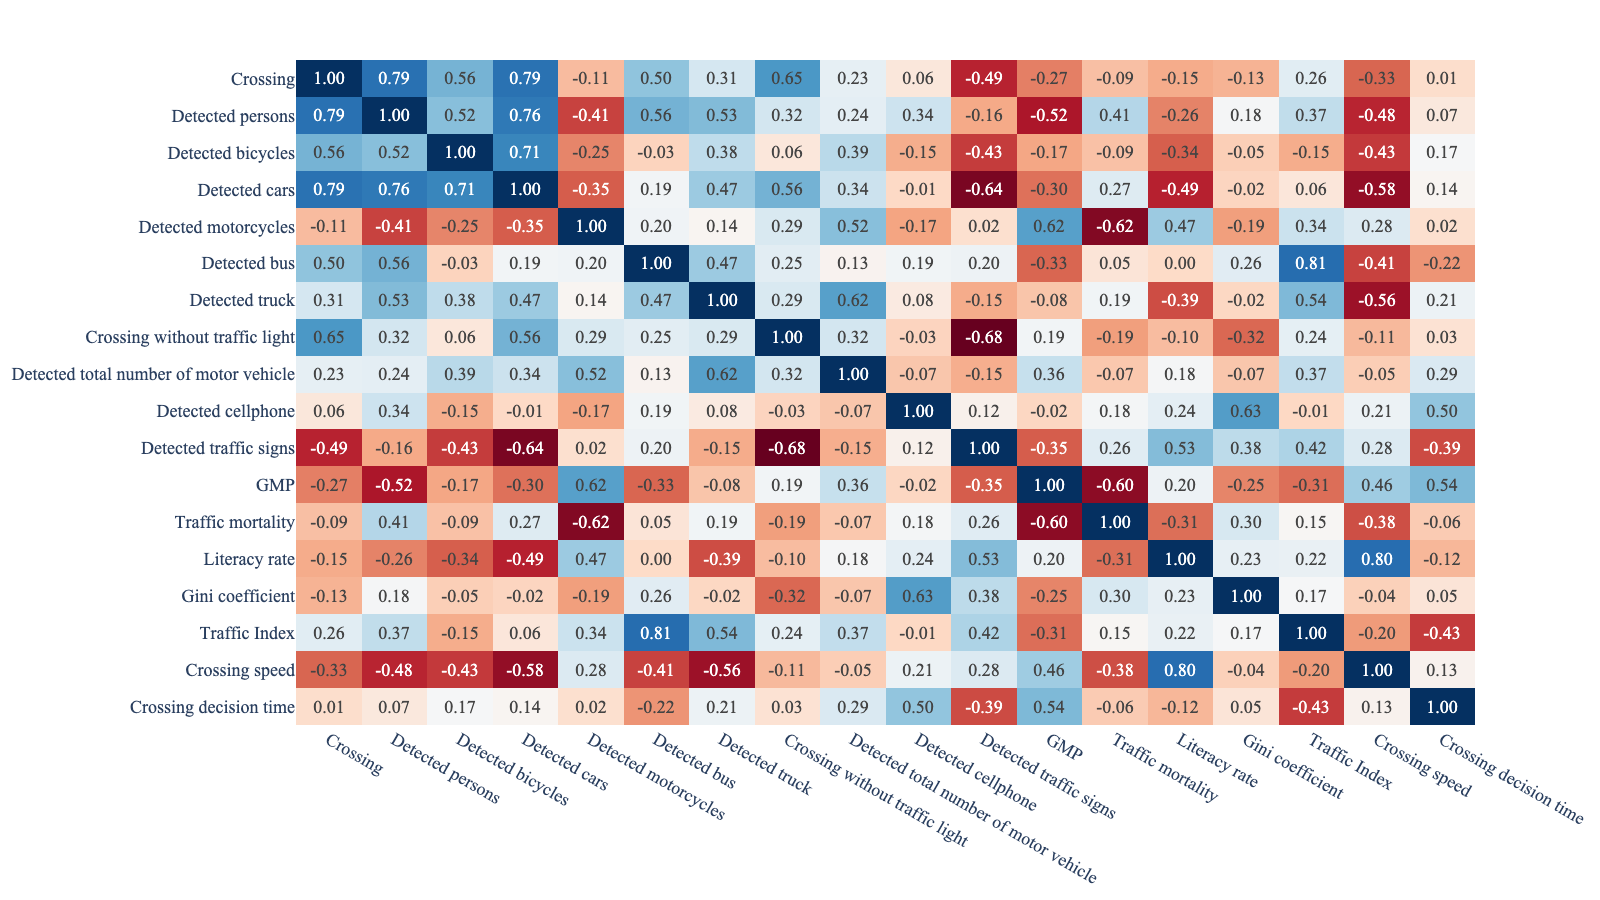 Crossing 1.00 0.79 0.56 0.79 -0.11 0.50 0.31 0.65 0.23 0.06 -0.49 -0.27 -0.09 -0.15 -0.13 0.26 -0.33 0.01
Detected persons 0.79 1.00 0.52 0.76 -0.41 0.56 0.53 0.32 0.24 0.34 -0.16 -0.52 0.41 -0.26 0.18 0.37 -0.48 0.07
Detected bicycles 0.56 0.52 1.00 0.71 -0.25 -0.03 0.38 0.06 0.39 -0.15 -0.43 -0.17 -0.09 -0.34 -0.05 -0.15 -0.43 0.17
Detected cars 0.79 0.76 0.71 1.00 -0.35 0.19 0.47 0.56 0.34 -0.01 -0.64 -0.30 0.27 -0.49 -0.02 0.06 -0.58 0.14
Detected motorcycles -0.11 -0.41 -0.25 -0.35 1.00 0.20 0.14 0.29 0.52 -0.17 0.02 0.62 -0.62 0.47 -0.19 0.34 0.28 0.02
Detected bus 0.50 0.56 -0.03 0.19 0.20 1.00 0.47 0.25 0.13 0.19 0.20 -0.33 0.05 0.00 0.26 0.81 -0.41 -0.22
Detected truck 0.31 0.53 0.38 0.47 0.14 0.47 1.00 0.29 0.62 0.08 -0.15 -0.08 0.19 -0.39 -0.02 0.54 -0.56 0.21
Crossing without traffic light 0.65 0.32 0.06 0.56 0.29 0.25 0.29 1.00 0.32 -0.03 -0.68 0.19 -0.19 -0.10 -0.32 0.24 -0.11 0.03
Detected total number of motor vehicle 0.23 0.24 0.39 0.34 0.52 0.13 0.62 0.32 1.00 -0.07 -0.15 0.36 -0.07 0.18 -0.07 0.37 -0.05 0.29
Detected cellphone 0.06 0.34 -0.15 -0.01 -0.17 0.19 0.08 -0.03 -0.07 1.00 0.12 -0.02 0.18 0.24 0.63 -0.01 0.21 0.50
Detected traffic signs -0.49 -0.16 -0.43 -0.64 0.02 0.20 -0.15 -0.68 -0.15 0.12 1.00 -0.35 0.26 0.53 0.38 0.42 0.28 -0.39
GMP -0.27 -0.52 -0.17 -0.30 0.62 -0.33 -0.08 0.19 0.36 -0.02 -0.35 1.00 -0.60 0.20 -0.25 -0.31 0.46 0.54
Traffic mortality -0.09 0.41 -0.09 0.27 -0.62 0.05 0.19 -0.19 -0.07 0.18 0.26 -0.60 1.00 -0.31 0.30 0.15 -0.38 -0.06
Literacy rate -0.15 -0.26 -0.34 -0.49 0.47 0.00 -0.39 -0.10 0.18 0.24 0.53 0.20 -0.31 1.00 0.23 0.22 0.80 -0.12
Gini coefficient -0.13 0.18 -0.05 -0.02 -0.19 0.26 -0.02 -0.32 -0.07 0.63 0.38 -0.25 0.30 0.23 1.00 0.17 -0.04 0.05
Traffic Index 0.26 0.37 -0.15 0.06 0.34 0.81 0.54 0.24 0.37 -0.01 0.42 -0.31 0.15 0.22 0.17 1.00 -0.20 -0.43
Crossing speed -0.33 -0.48 -0.43 -0.58 0.28 -0.41 -0.56 -0.11 -0.05 0.21 0.28 0.46 -0.38 0.80 -0.04 -0.20 1.00 0.13
Crossing decision time 0.01 0.07 0.17 0.14 0.02 -0.22 0.21 0.03 0.29 0.50 -0.39 0.54 -0.06 -0.12 0.05 -0.43 0.13 1.00
Crossing
Detected persons
Detected bicycles
Detected cars
Detected motorcycles
Detected bus
Detected truck
Crossing without traffic light
Detected total number of motor vehicle
Detected cellphone
Detected traffic signs
GMP
Traffic mortality
Literacy rate
Gini coefficient
Traffic Index
Crossing speed
Crossing decision time